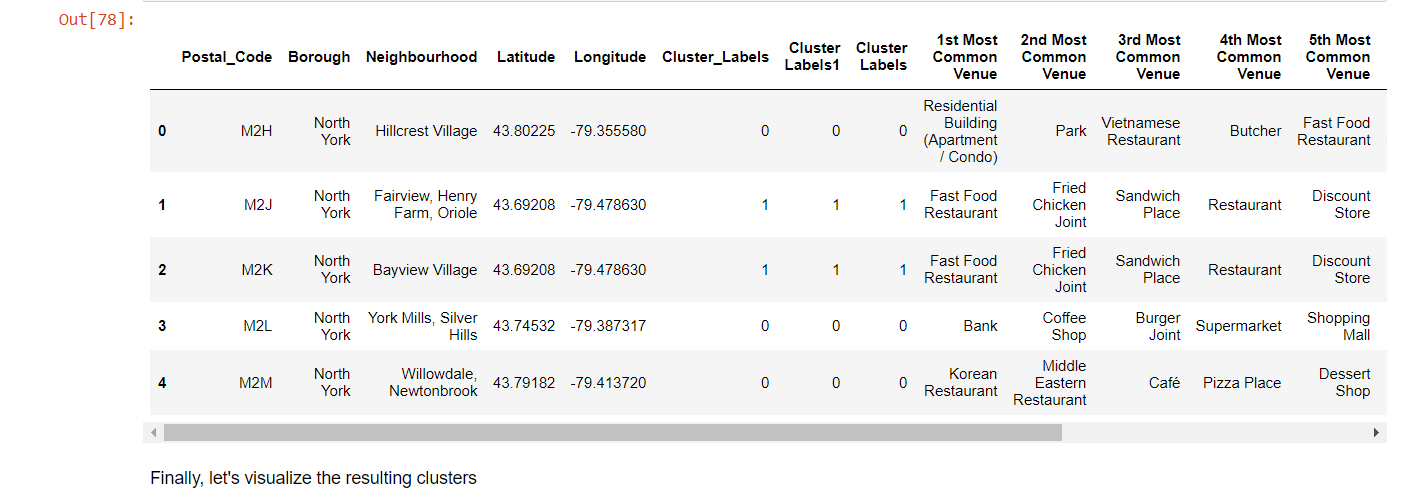 Out[78]:
Postal_Code Borough Neighbourhood Latitude Longitude Cluster_Labels Cluster Labels1 Cluster Labels 1st Most Common Venue 2nd Most Common Venue 3rd Most Common Venue 4th Most Common Venue 5th Most Common Venue
0 M2H North York Hillcrest Village 43.80225 -79.355580 0 0 0 Residential Building (Apartment / Condo) Park Vietnamese Restaurant Butcher Fast Food Restaurant
1 M2J North York Fairview, Henry Farm, Oriole 43.69208 -79.478630 1 1 1 Fast Food Restaurant Fried Chicken Joint Sandwich Place Restaurant Discount Store
2 M2K North York Bayview Village 43.69208 -79.478630 1 1 1 Fast Food Restaurant Fried Chicken Joint Sandwich Place Restaurant Discount Store
3 M2L North York York Mills, Silver Hills 43.74532 -79.387317 0 0 0 Bank Coffee Shop Burger Joint Supermarket Shopping Mall
4 M2M North York Willowdale, Newtonbrook 43.79182 -79.413720 0 0 0 Korean Restaurant Middle Eastern Restaurant Café Pizza Place Dessert Shop
Finally, let's visualize the resulting clusters